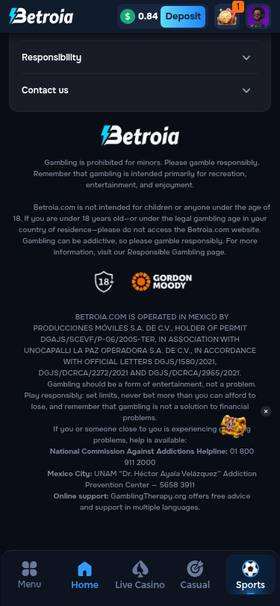 Betroia
$ 0.84 Deposit
1
Responsibility
Contact us
Betroia
Gambling is prohibited for minors. Please gamble responsibly.
Remember that gambling is intended primarily for recreation,
entertainment, and enjoyment.
Betroia.com is not intended for children or anyone under the age of
18. If you are under 18 years old—or under the legal gambling age in your
country of residence—please do not access the Betroia.com website.
Gambling can be addictive, so please gamble responsibly. For more
information, visit our Responsible Gambling page.
18+ GORDON
MOODY
BETROIA.COM IS OPERATED IN MEXICO BY
PRODUCCIONES MÓVILES S.A. DE C.V., HOLDER OF PERMIT
DGAJS/SCEVF/P-06/2005-TER, IN ASSOCIATION WITH
UNOCAPALI LA PAZ OPERADORA S.A. DE C.V., IN ACCORDANCE
WITH OFFICIAL LETTERS DGJS/1580/2021,
DGJS/DCRCA/2272/2021 AND DGJS/DCRCA/2965/2021.
Gambling should be a form of entertainment, not a problem.
Play responsibly: set limits, never bet more than you can afford to
lose, and remember that gambling is not a solution to financial
problems.
If you or someone close to you is experiencing
problems, help is available:
National Commission Against Addictions Helpline: 01 800
911 2000
Mexico City: UNAM "Dr. Héctor Ayala Velázquez" Addiction
Prevention Center — 5658 3911
Online support: GamblingTherapy.org offers free advice
and support in multiple languages.
Menu
Home
Live Casino
Casual
Sports